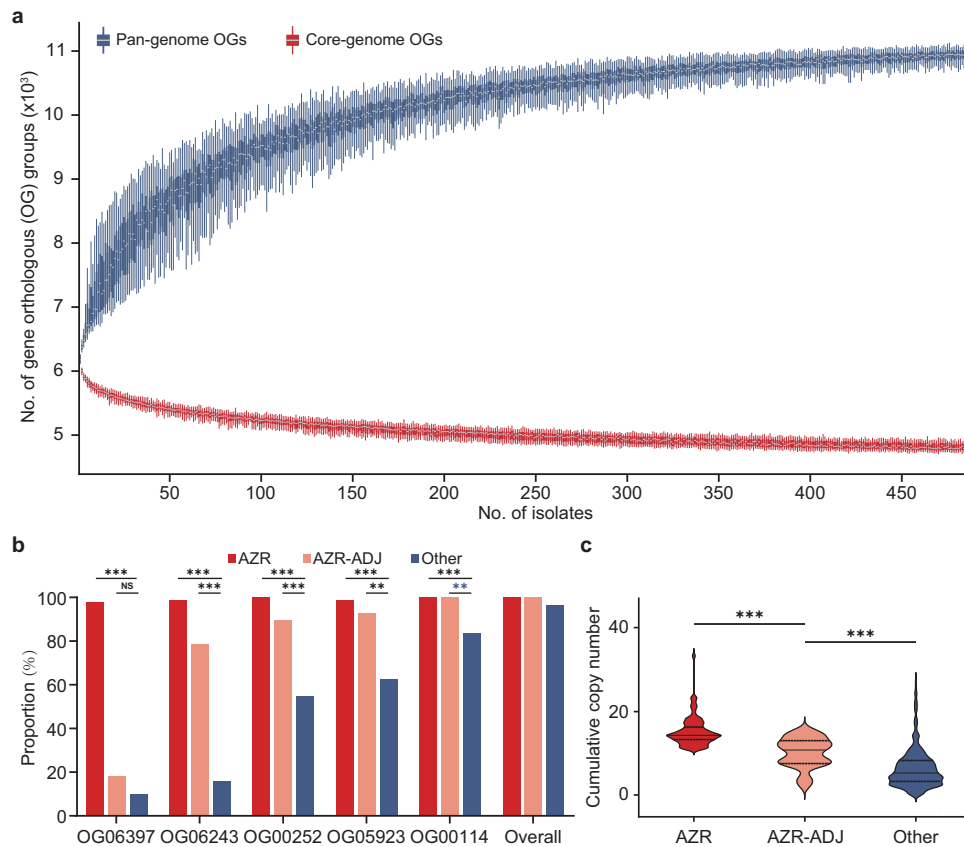 a
Pan-genome OGs
Core-genome OGs
No. of gene orthologous (OG) groups (x10³)
11
10
9
8
7
6
5
50 100 150 200 250 300 350 400 450
No. of isolates
b
AZR AZR-ADJ Other
*** *** *** *** ***
NS *** *** ** **
Proportion (%)
100
80
60
40
20
0
OG06397 OG06243 OG00252 OG05923 OG00114 Overall
c
*** ***
Cumulative copy number
40
20
0
AZR AZR-ADJ Other